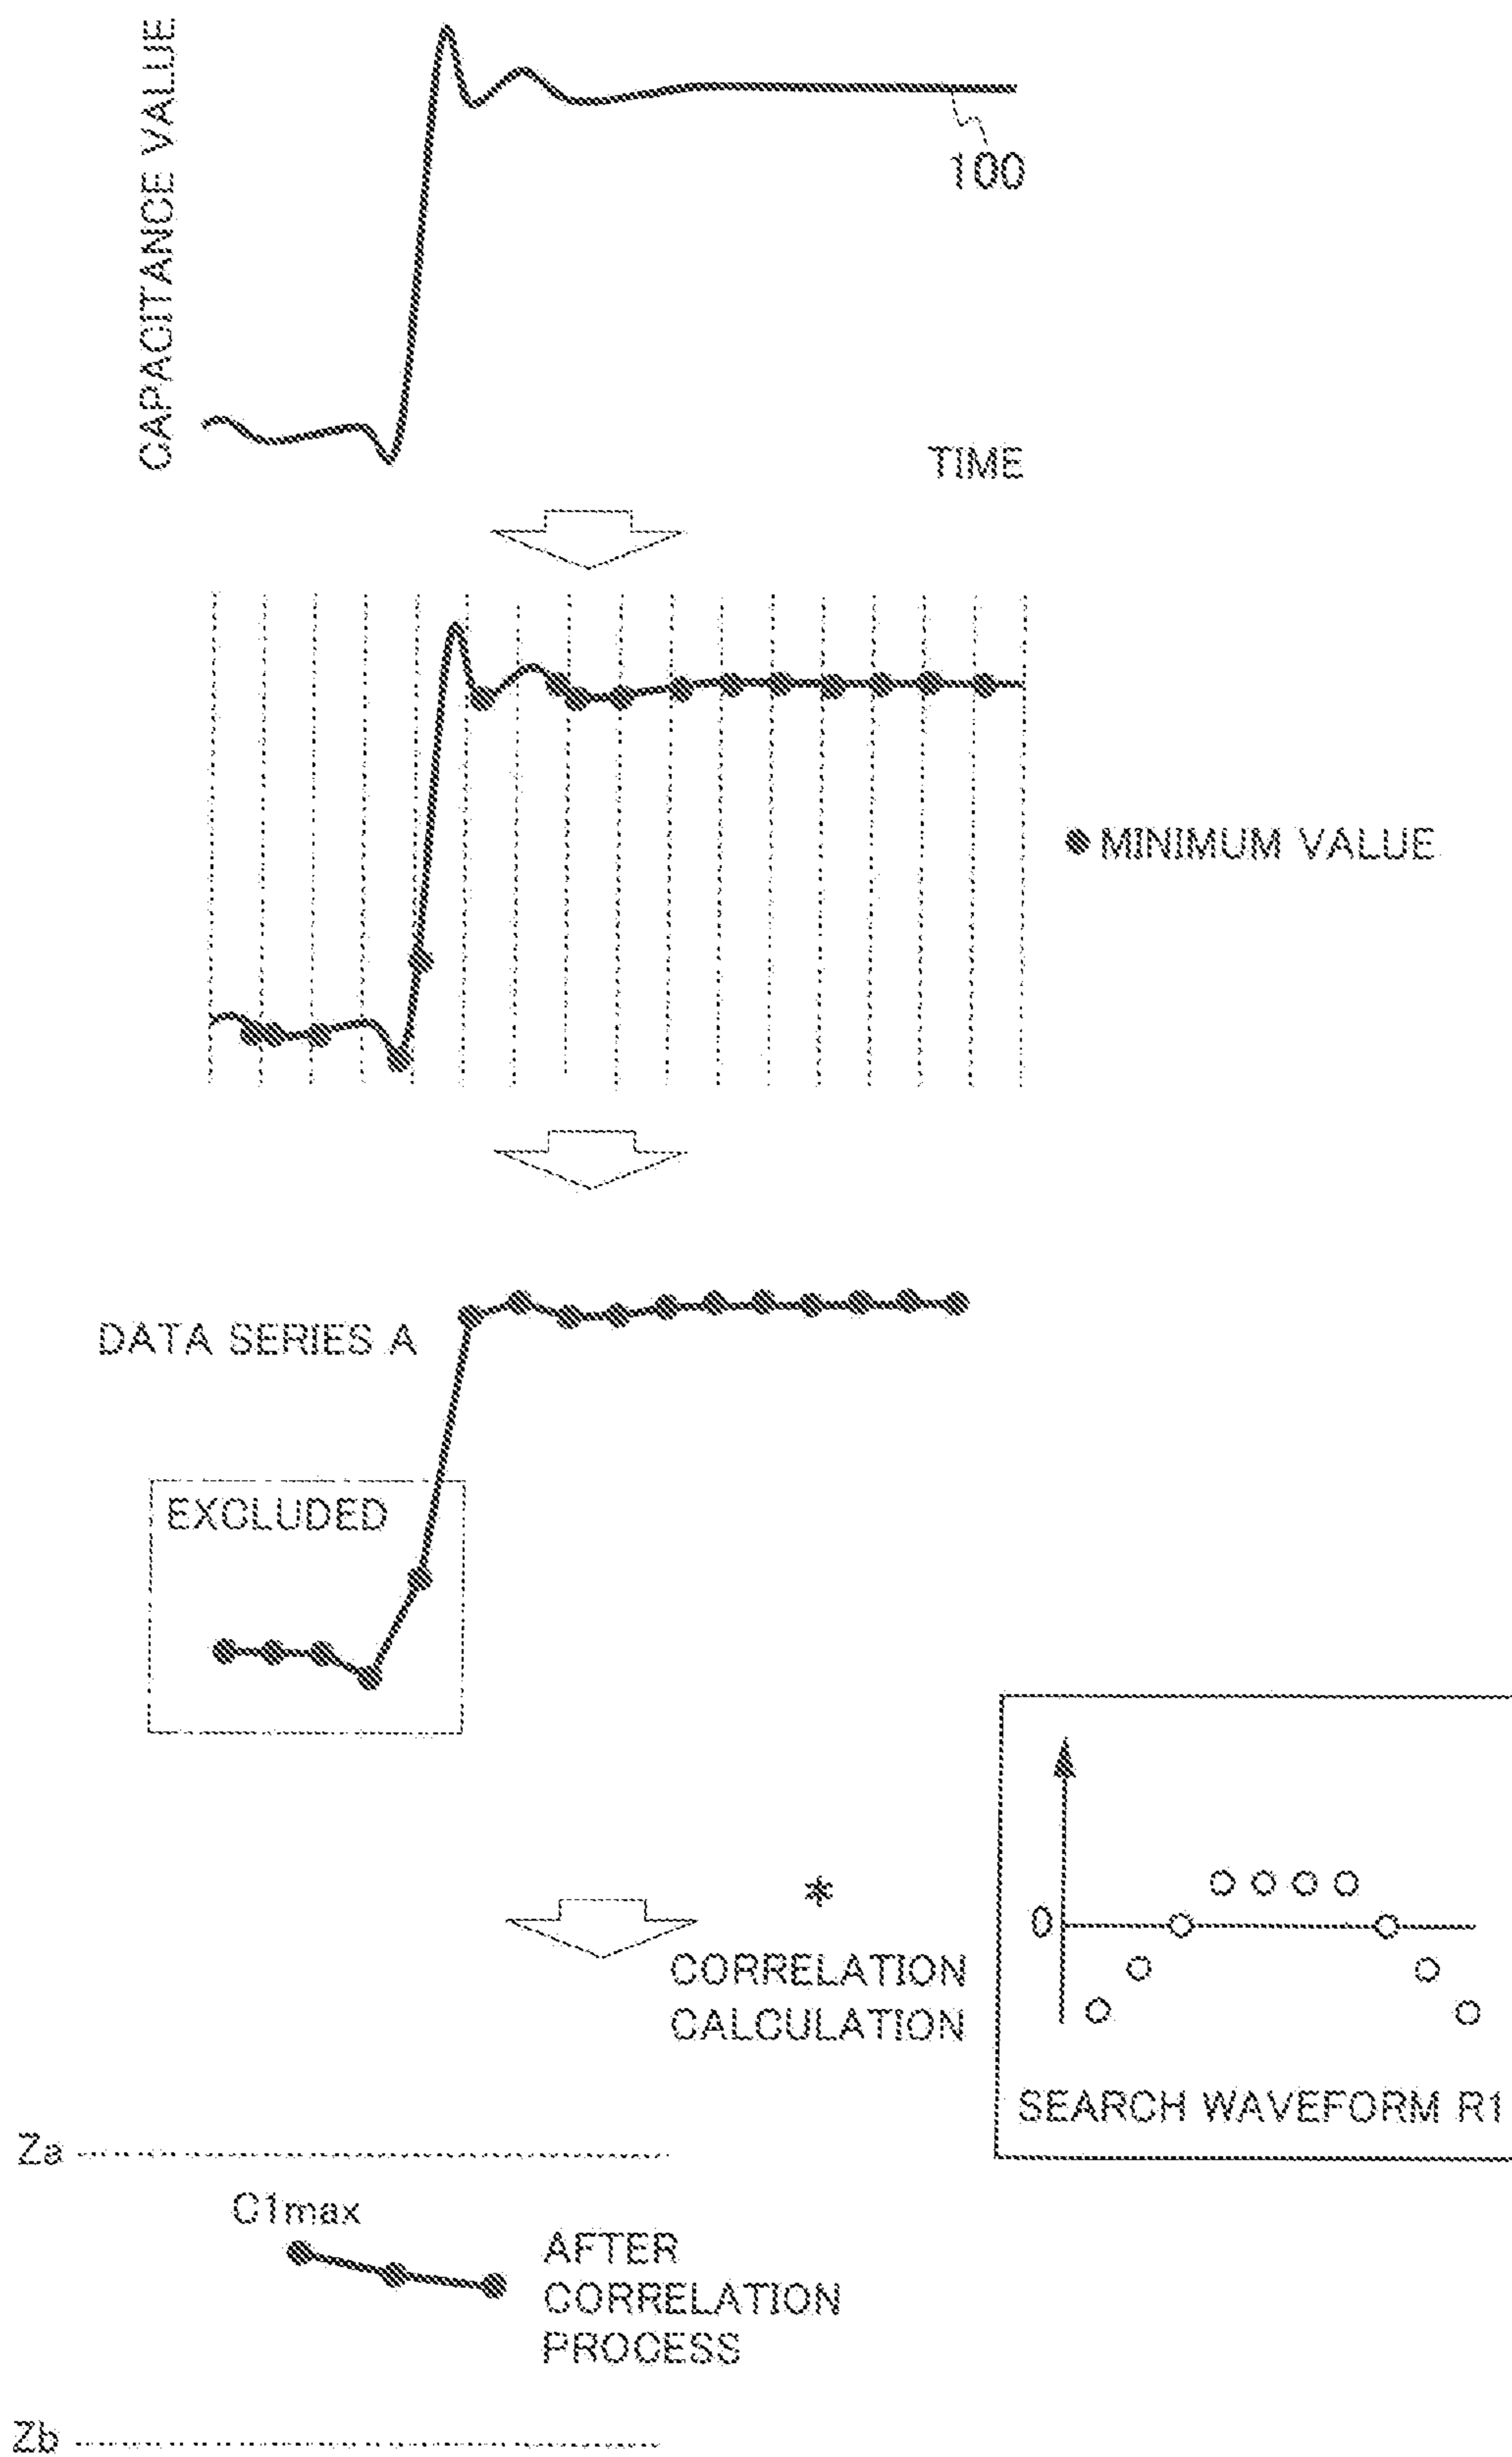 CAPACITANCE VALUE
100
TIME
MINIMUM VALUE
DATA SERIES A
EXCLUDED
*
CORRELATION
CALCULATION
0
SEARCH WAVEFORM R1
Za
C1max
AFTER
CORRELATION
PROCESS
Zb